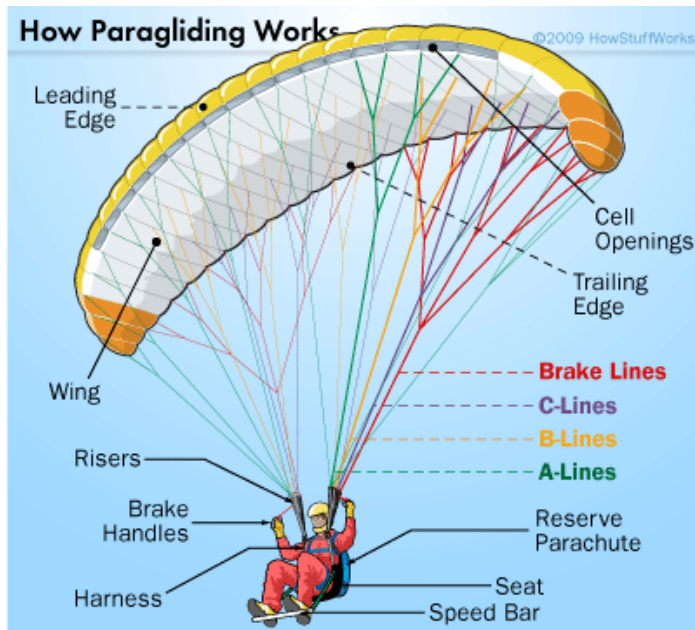 How Paragliding Works
©2009 HowStuffWorks
Leading
Edge
Cell
Openings
Trailing
Edge
Wing
Brake Lines
C-Lines
B-Lines
A-Lines
Risers
Brake
Handles
Reserve
Parachute
Harness
Seat
Speed Bar